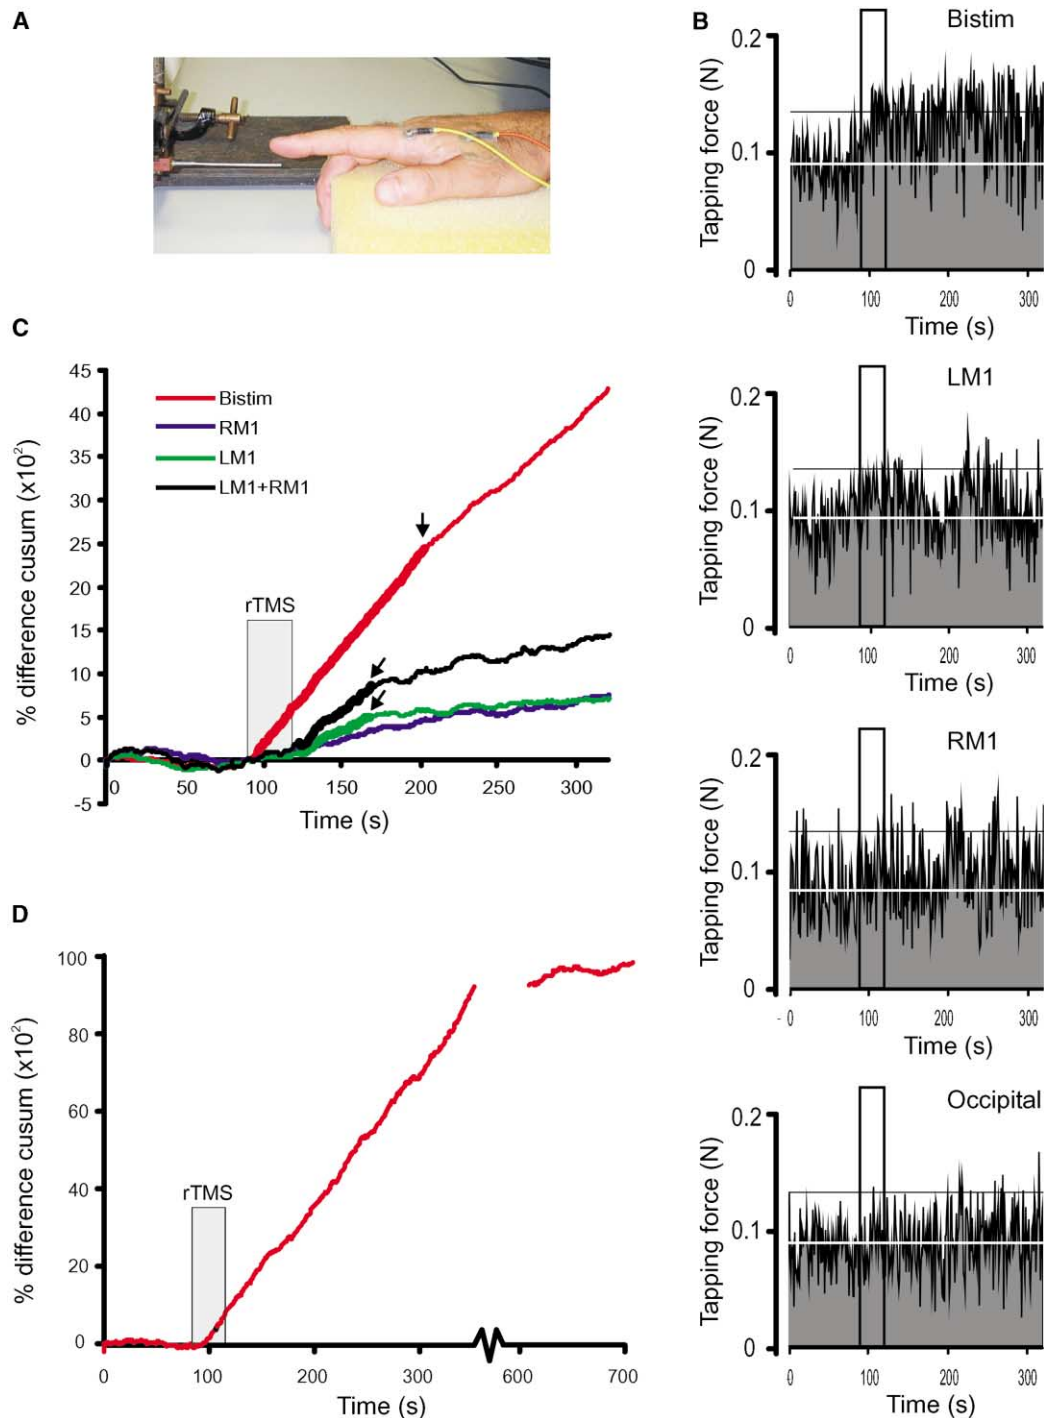 A
B
Bistim
0.2
0.1
0
Tapping force (N)
0
100
200
300
Time (s)
C
45
40
35
30
25
20
15
10
5
0
-5
% difference cusum (x10²)
Bistim
RM1
LM1
LM1+RM1
rTMS
0
50
100
150
200
250
300
Time (s)
LM1
0.2
0.1
0
Tapping force (N)
0
100
200
300
Time (s)
RM1
0.2
0.1
0
Tapping force (N)
- 0
100
200
300
Time (s)
D
100
80
60
40
20
0
% difference cusum (x10²)
rTMS
0
100
200
300
600
700
Time (s)
Occipital
0.2
0.1
0
Tapping force (N)
0
100
200
300
Time (s)